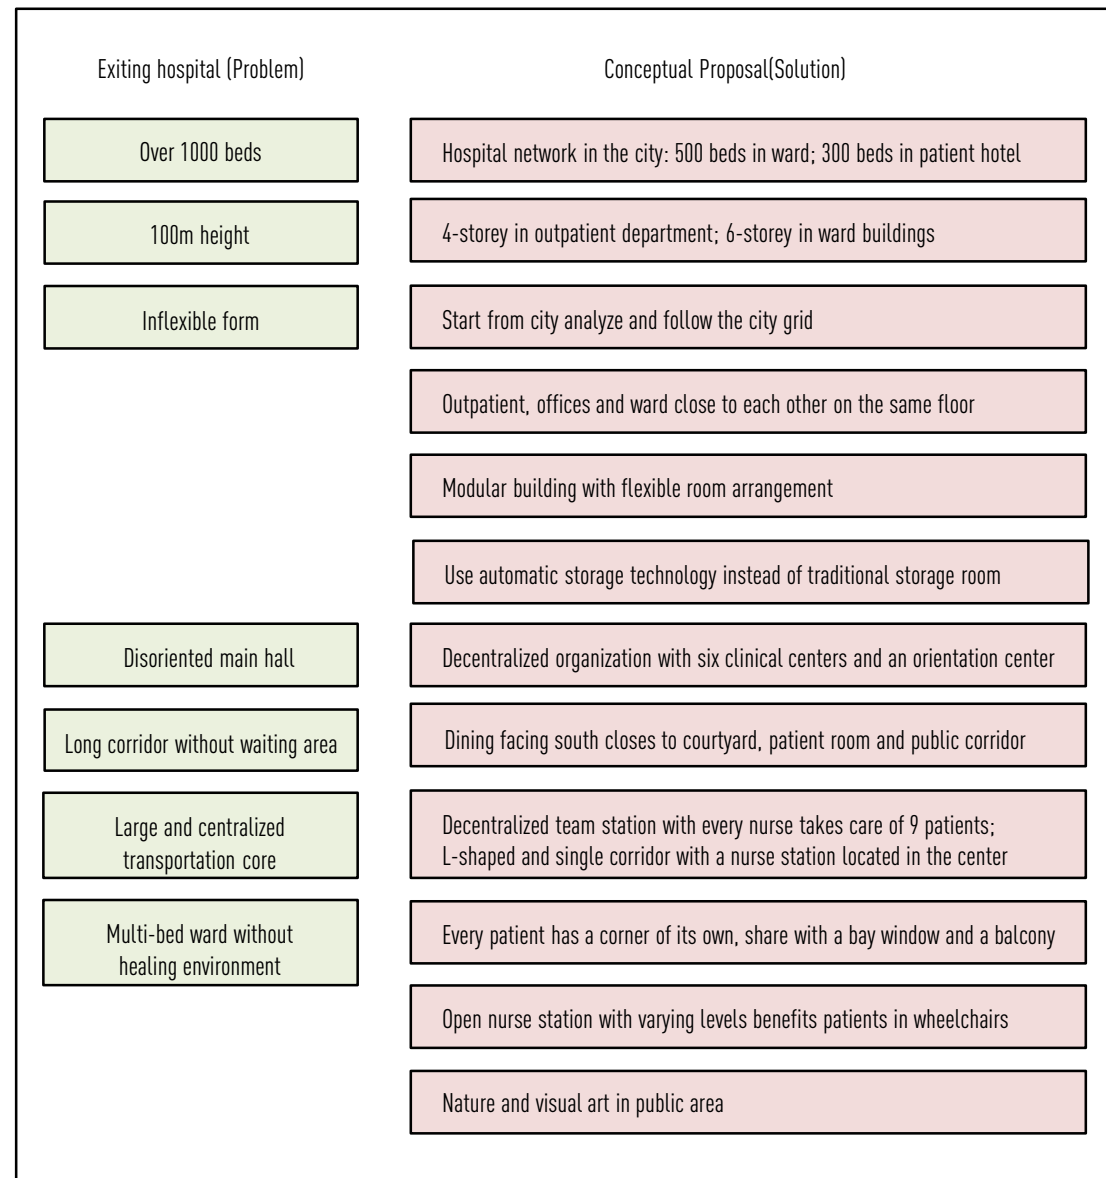 Exiting hospital (Problem)
Conceptual Proposal(Solution)
Over 1000 beds
Hospital network in the city: 500 beds in ward; 300 beds in patient hotel
100m height
4-storey in outpatient department; 6-storey in ward buildings
Inflexible form
Start from city analyze and follow the city grid
Outpatient, offices and ward close to each other on the same floor
Modular building with flexible room arrangement
Use automatic storage technology instead of traditional storage room
Disoriented main hall
Decentralized organization with six clinical centers and an orientation center
Long corridor without waiting area
Dining facing south closes to courtyard, patient room and public corridor
Large and centralized
transportation core
Decentralized team station with every nurse takes care of 9 patients;
L-shaped and single corridor with a nurse station located in the center
Multi-bed ward without
healing environment
Every patient has a corner of its own, share with a bay window and a balcony
Open nurse station with varying levels benefits patients in wheelchairs
Nature and visual art in public area